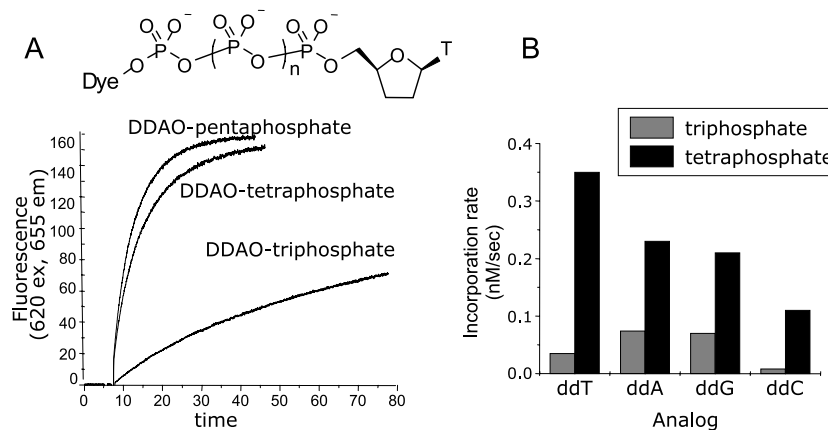 A
O O⁻ O O⁻ O O⁻
P P P
O O O O O T
Dye n
DDAO-pentaphosphate
DDAO-tetraphosphate
DDAO-triphosphate
Fluorescence
(620 ex, 655 em)
160
140
120
100
80
60
40
20
0
0 10 20 30 40 50 60 70 80
time
B
triphosphate
tetraphosphate
Incorporation rate
(nM/sec)
0.4
0.3
0.2
0.1
0.0
ddT ddA ddG ddC
Analog